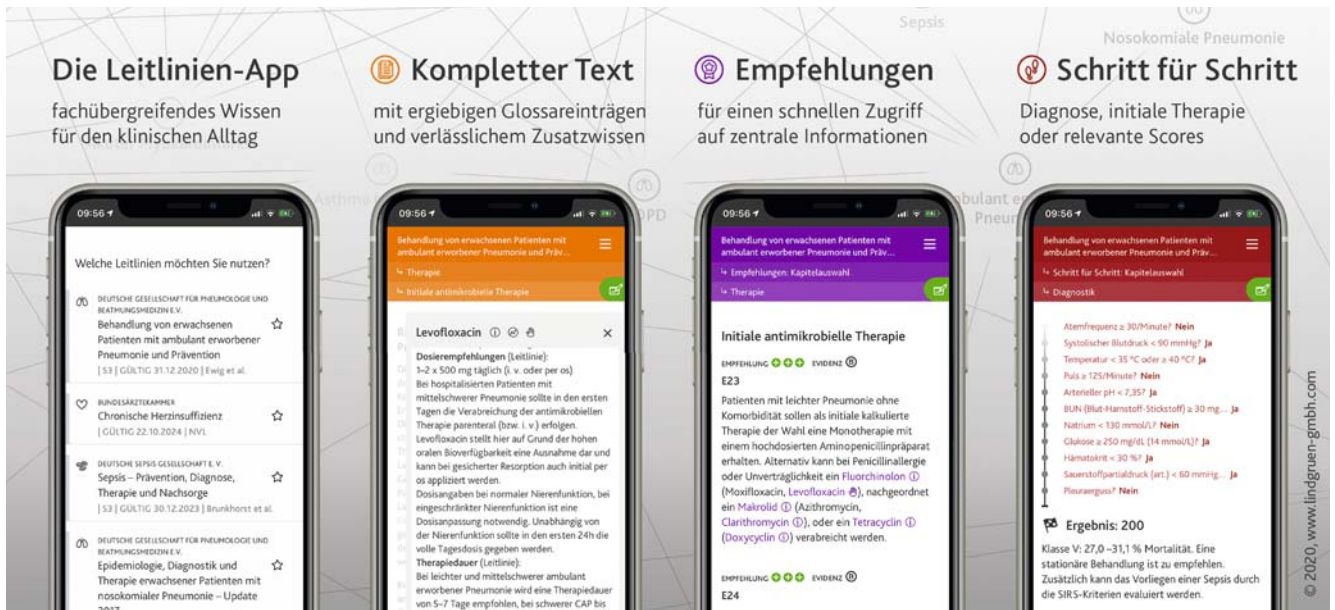 Sepsis
Nosokomiale Pneumonie
Die Leitlinien-App
fachübergreifendes Wissen
für den klinischen Alltag
Kompletter Text
mit ergiebigen Glossareinträgen
und verlässlichem Zusatzwissen
Empfehlungen
für einen schnellen Zugriff
auf zentrale Informationen
Schritt für Schritt
Diagnose, initiale Therapie
oder relevante Scores
Asthma
OPD
09:56
Welche Leitlinien möchten Sie nutzen?
DEUTSCHE GESELLSCHAFT FÜR PNEUMOLOGIE UND
BEATMUNGSMEDIZIN E.V.
Behandlung von erwachsenen
Patienten mit ambulant erworbener
Pneumonie und Prävention
| S3 | GÜLTIG 31.12.2020 | Ewig et al.
BUNDESÄRZTEKAMMER
Chronische Herzinsuffizienz
| GÜLTIG 22.10.2024 | NVL
DEUTSCHE SEPSIS GESELLSCHAFT E. V.
Sepsis – Prävention, Diagnose,
Therapie und Nachsorge
| S3 | GÜLTIG 30.12.2023 | Brunkhorst et al.
DEUTSCHE GESELLSCHAFT FÜR PNEUMOLOGIE UND
BEATMUNGSMEDIZIN E.V.
Epidemiologie, Diagnostik und
Therapie erwachsener Patienten mit
nosokomialer Pneumonie – Update
2017
09:56
Behandlung von erwachsenen Patienten mit
ambulant erworbener Pneumonie und Präv...
Therapie
Initiale antimikrobielle Therapie
Levofloxacin
Dosierempfehlungen (Leitlinie):
1–2 x 500 mg täglich (i. v. oder per os)
Bei hospitalisierten Patienten mit
mittelschwerer Pneumonie sollte in den ersten
Tagen die Verabreichung der antimikrobiellen
Therapie parenteral (bzw. i. v.) erfolgen.
Levofloxacin stellt hier auf Grund der hohen
oralen Bioverfügbarkeit eine Ausnahme dar und
kann bei gesicherter Resorption auch initial per
os appliziert werden.
Dosisangaben bei normaler Nierenfunktion, bei
eingeschränkter Nierenfunktion ist eine
Dosisanpassung notwendig. Unabhängig von
der Nierenfunktion sollte in den ersten 24h die
volle Tagesdosis gegeben werden.
Therapiedauer (Leitlinie):
Bei leichter und mittelschwerer ambulant
erworbener Pneumonie wird eine Therapiedauer
von 5–7 Tage empfohlen, bei schwerer CAP bis
09:56
Behandlung von erwachsenen Patienten mit
ambulant erworbener Pneumonie und Präv...
Empfehlungen: Kapitelauswahl
Therapie
Initiale antimikrobielle Therapie
EMPFEHLUNG EVIDENZ B
E23
Patienten mit leichter Pneumonie ohne
Komorbidität sollen als initiale kalkulierte
Therapie der Wahl eine Monotherapie mit
einem hochdosierten Aminopenicillinpräparat
erhalten. Alternativ kann bei Penicillinallergie
oder Unverträglichkeit ein Fluorchinolon
(Moxifloxacin, Levofloxacin), nachgeordnet
ein Makrolid (Azithromycin,
Clarithromycin), oder ein Tetracyclin
(Doxycyclin) verabreicht werden.
EMPFEHLUNG EVIDENZ B
E24
09:56
Behandlung von erwachsenen Patienten mit
ambulant erworbener Pneumonie und Präv...
Schritt für Schritt: Kapitelauswahl
Diagnostik
Atemfrequenz ≥ 30/Minute? Nein
Systolischer Blutdruck < 90 mmHg? Ja
Temperatur < 35 °C oder ≥ 40 °C? Ja
Puls ≥ 125/Minute? Nein
Arterieller pH < 7,35? Ja
BUN (Blut-Harnstoff-Stickstoff) ≥ 30 mg... Ja
Natrium < 130 mmol/L? Nein
Glukose ≥ 250 mg/dL (14 mmol/L)? Ja
Hämatokrit < 30 %? Ja
Sauerstoffpartialdruck (art.) < 60 mmHg... Ja
Pleuraerguss? Nein
Ergebnis: 200
Klasse V: 27,0 –31,1 % Mortalität. Eine
stationäre Behandlung ist zu empfehlen.
Zusätzlich kann das Vorliegen einer Sepsis durch
die SIRS-Kriterien evaluiert werden.
© 2020, www.lindgruen-gmbh.com